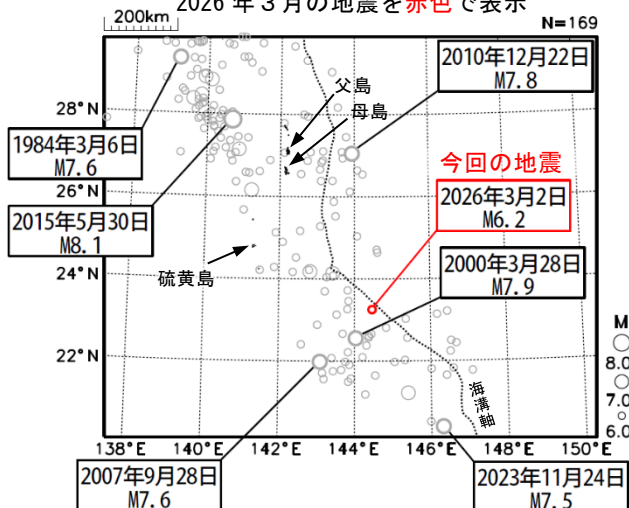 2026年３月の地震を赤色で表示
200km
N=169
2010年12月22日
M7.8
父島
母島
28°N
1984年3月6日
M7.6
今回の地震
26°N
2026年3月2日
M6.2
2015年5月30日
M8.1
硫黄島
2000年3月28日
M7.9
24°N
M
8.0
22°N
7.0
海溝軸
6.0
138°E
140°E
142°E
144°E
146°E
148°E
150°E
2007年9月28日
M7.6
2023年11月24日
M7.5